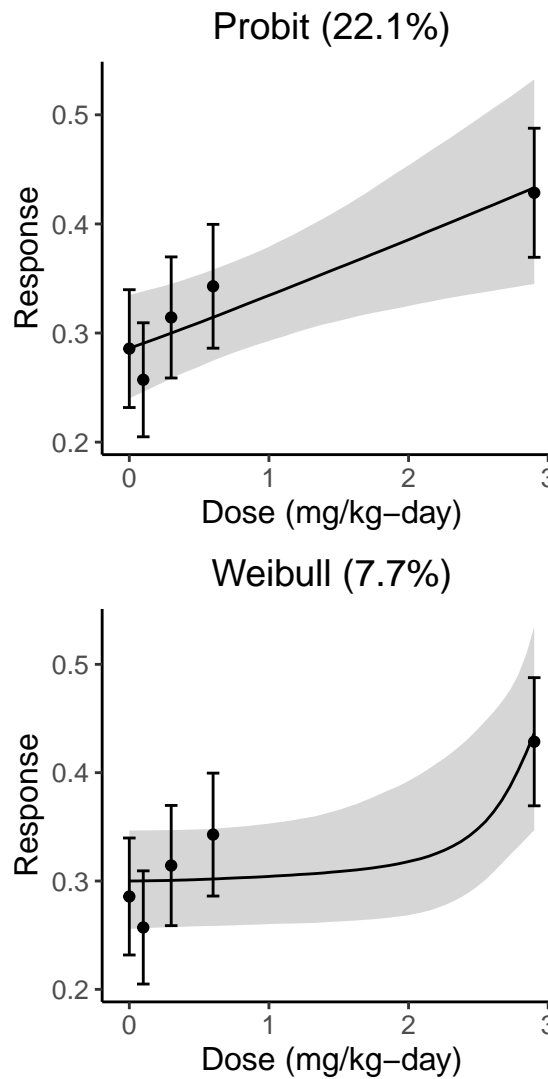 Probit (22.1%)
0.5
0.4
0.3
0.2
Response
0 1 2 3
Dose (mg/kg−day)
Weibull (7.7%)
0.5
0.4
0.3
0.2
Response
0 1 2 3
Dose (mg/kg−day)